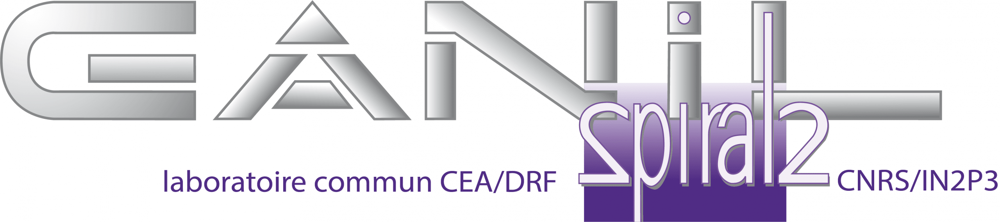 GANIL
Spiral2
laboratoire commun CEA/DRF
CNRS/IN2P3